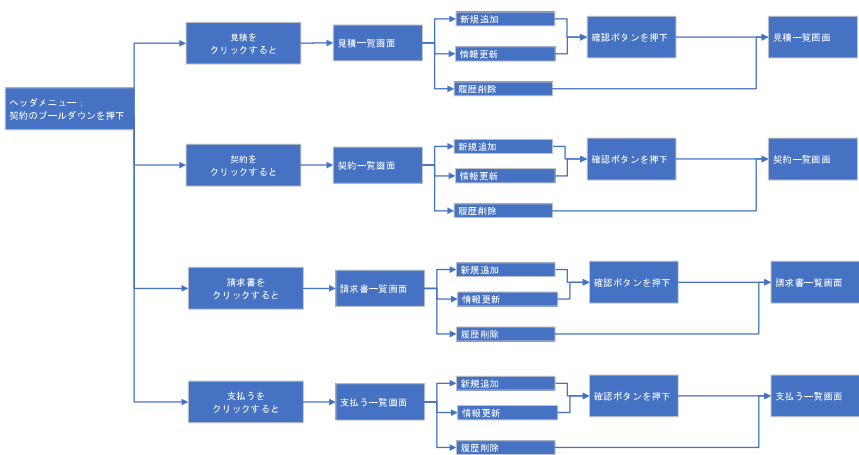 ヘッダメニュー：
契約のプールダウンを押下
見積を
クリックすると
見積一覧画面
新規追加
情報更新
履歴削除
確認ボタンを押下
見積一覧画面
契約を
クリックすると
契約一覧画面
新規追加
情報更新
履歴削除
確認ボタンを押下
契約一覧画面
請求書を
クリックすると
請求書一覧画面
新規追加
情報更新
履歴削除
確認ボタンを押下
請求書一覧画面
支払うを
クリックすると
支払う一覧画面
新規追加
情報更新
履歴削除
確認ボタンを押下
支払う一覧画面